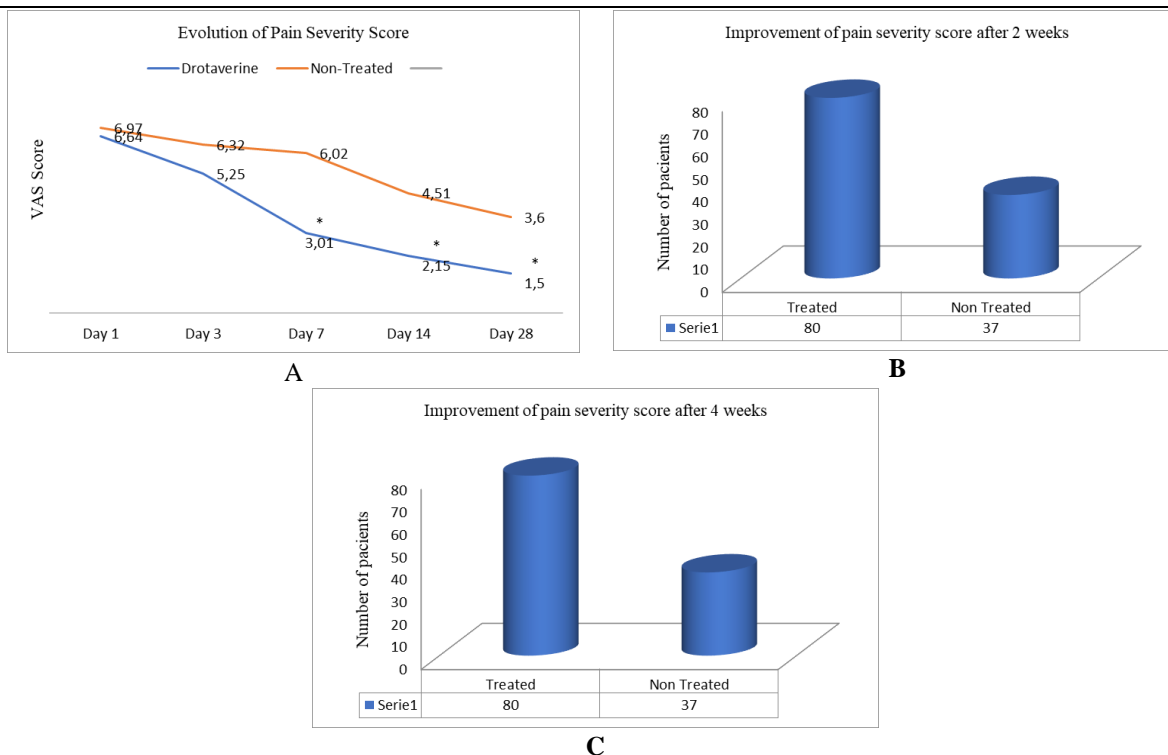 Evolution of Pain Severity Score
Drotaverine Non-Treated
VAS Score
6,97
6,64
6,32
5,25
6,02
*
3,01
4,51
*
2,15
3,6
*
1,5
Day 1 Day 3 Day 7 Day 14 Day 28
A
Improvement of pain severity score after 2 weeks
Number of pacients
80
70
60
50
40
30
20
10
0
Treated Non Treated
Serie1 80 37
B
Improvement of pain severity score after 4 weeks
Number of pacients
80
70
60
50
40
30
20
10
0
Treated Non Treated
Serie1 80 37
C